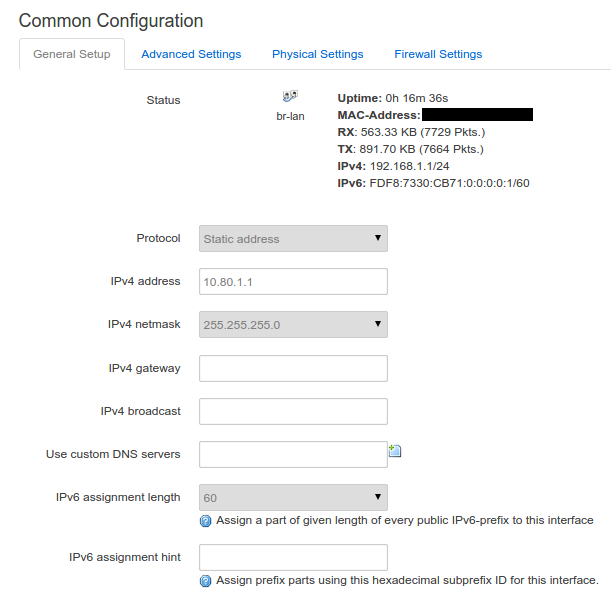 Common Configuration
General Setup Advanced Settings Physical Settings Firewall Settings
Status
br-lan
Uptime: 0h 16m 36s
MAC-Address:
RX: 563.33 KB (7729 Pkts.)
TX: 891.70 KB (7664 Pkts.)
IPv4: 192.168.1.1/24
IPv6: FDF8:7330:CB71:0:0:0:0:1/60
Protocol Static address
IPv4 address 10.80.1.1
IPv4 netmask 255.255.255.0
IPv4 gateway
IPv4 broadcast
Use custom DNS servers
IPv6 assignment length 60
Assign a part of given length of every public IPv6-prefix to this interface
IPv6 assignment hint
Assign prefix parts using this hexadecimal subprefix ID for this interface.